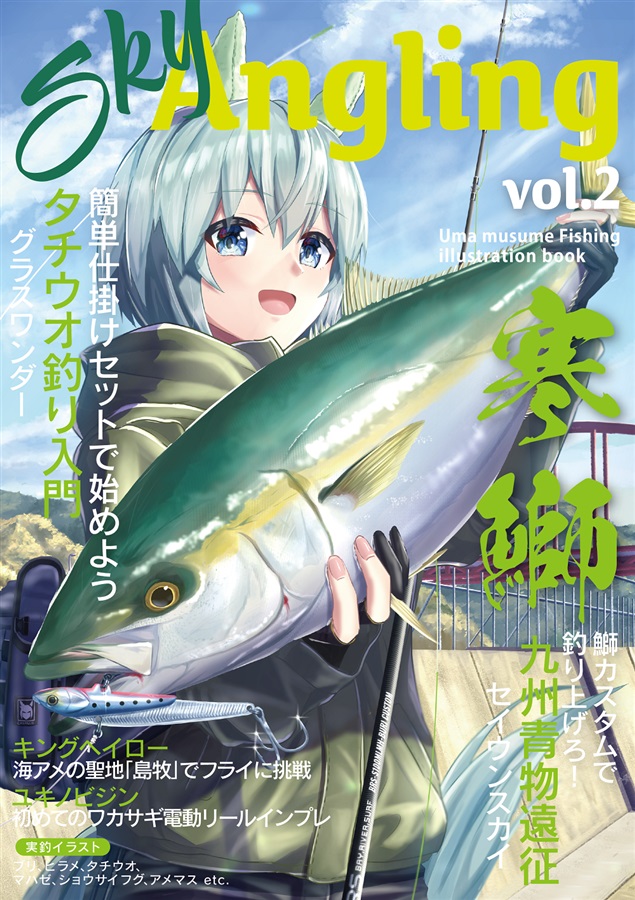 Sky Angling
vol.2
Uma musume Fishing
illustration book
簡単仕掛けセットで始めよう
タチウオ釣り入門
グラスワンダー
寒鰤
鰤カスタムで
釣り上げろ！
九州青物遠征
セイウンスカイ
キングヘイロー
海アメの聖地「島牧」でフライに挑戦
ユキノビジン
初めてのワカサギ電動リールインプレ
実釣イラスト
ブリ、ヒラメ、タチウオ、
マハゼ、ショウサイフグ、アメマス etc.
BAY RIVER SURF